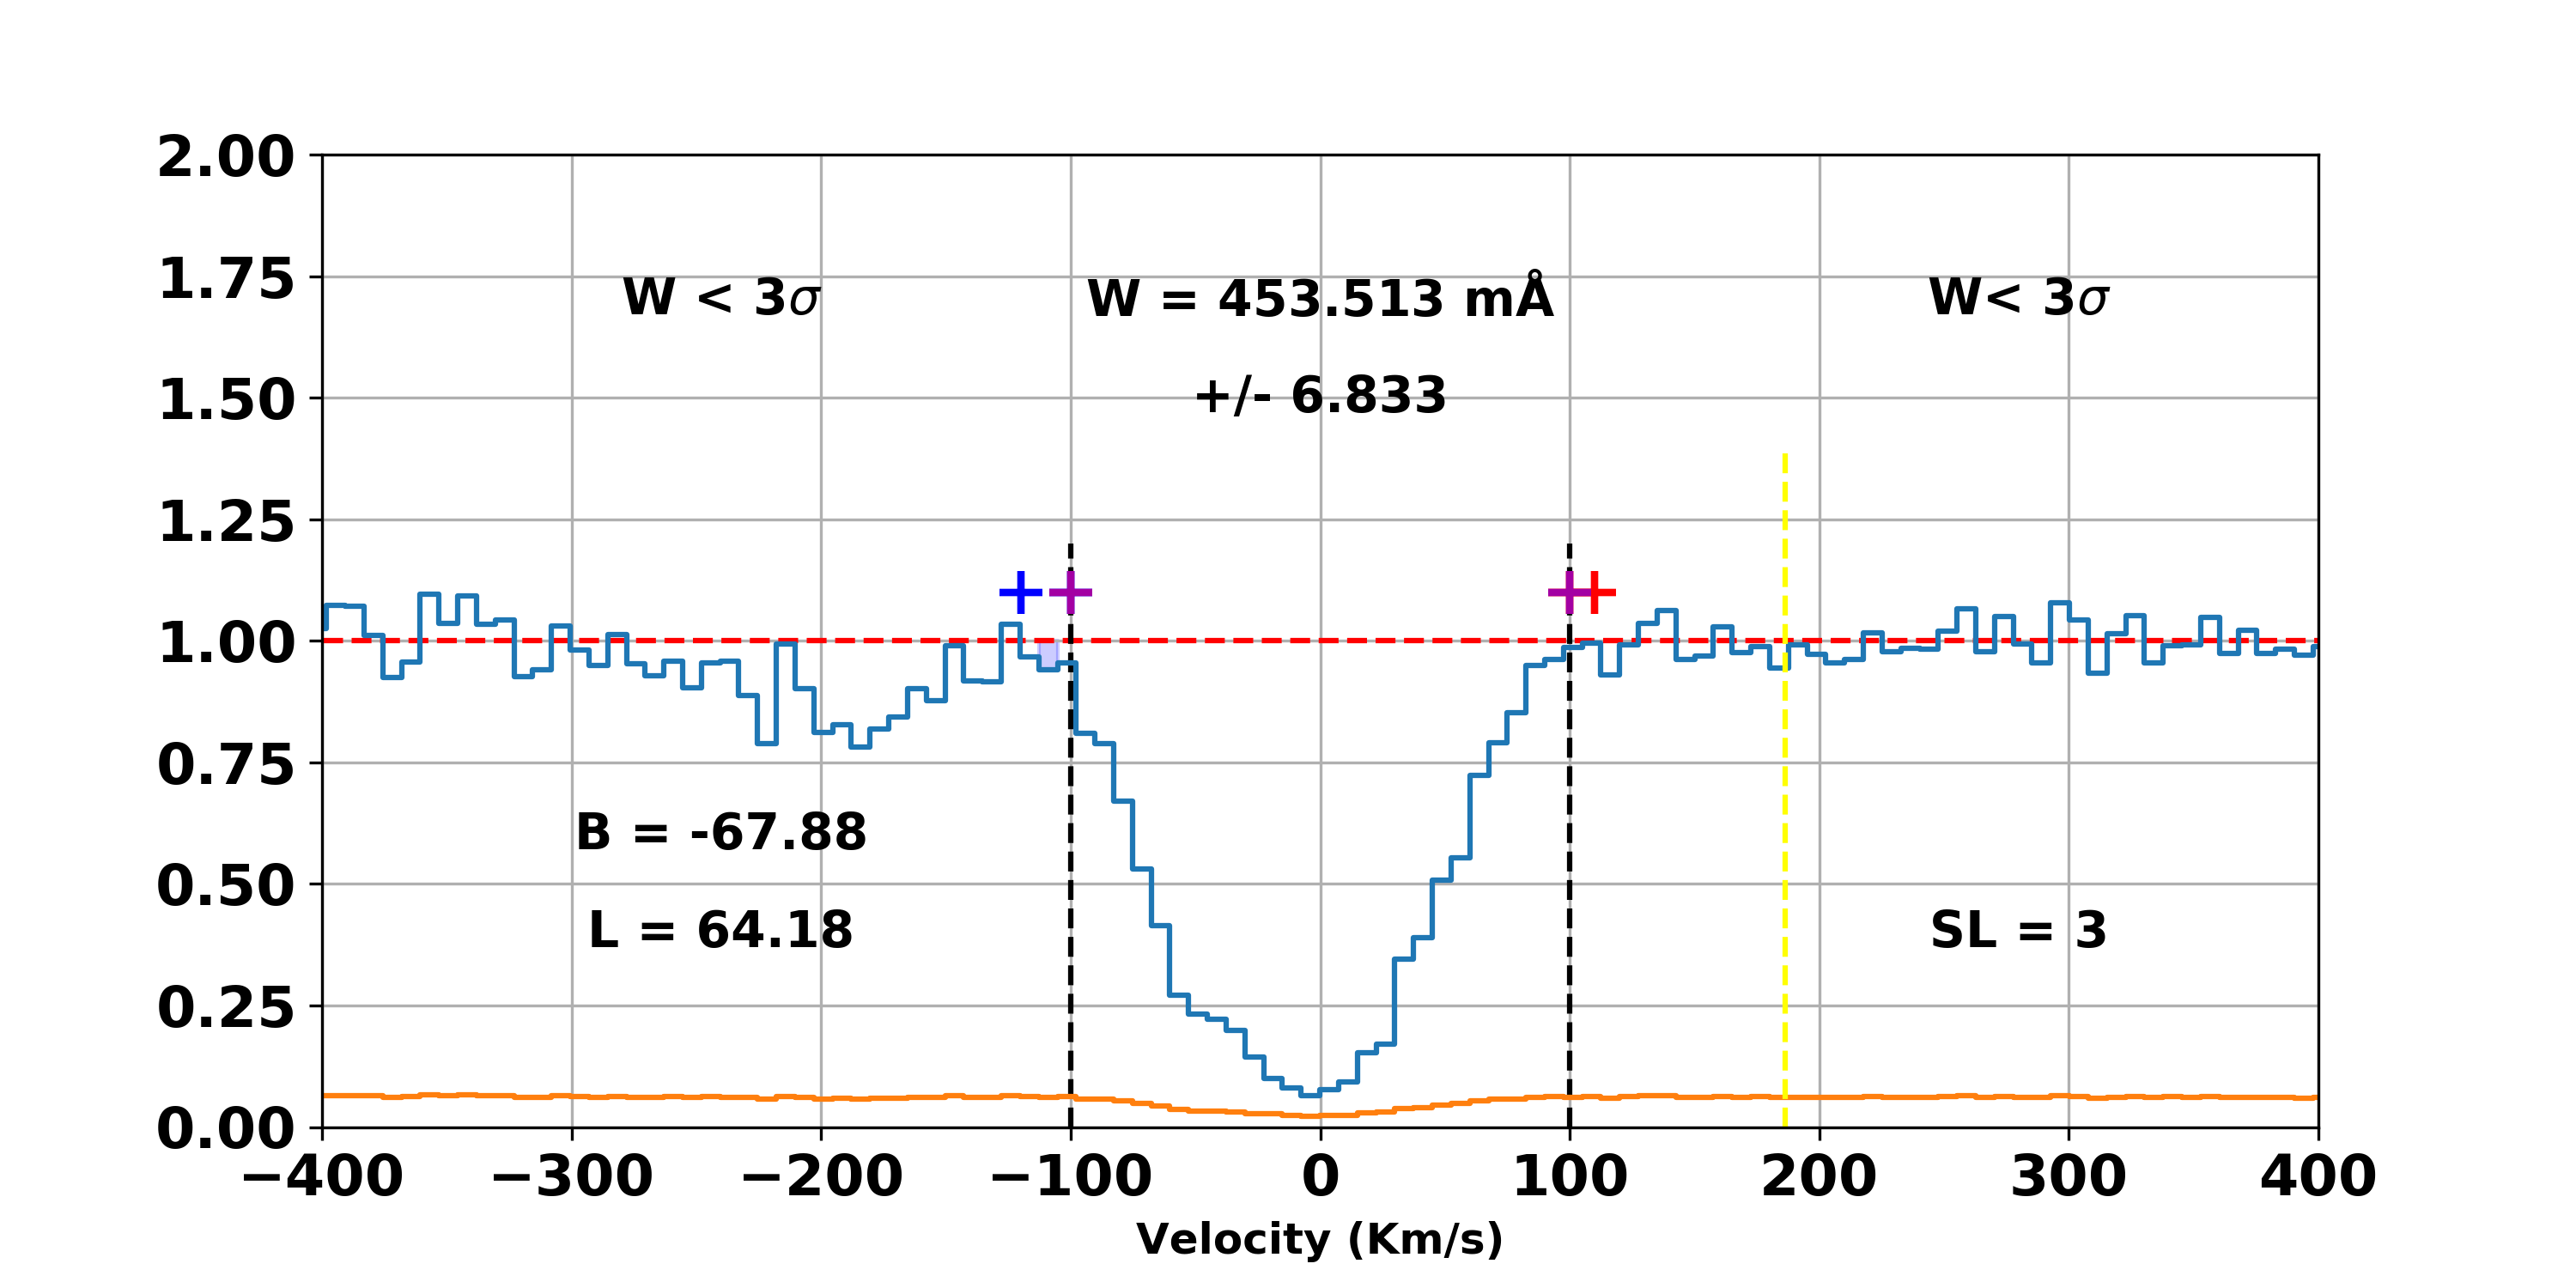 2.00
1.75
1.50
1.25
1.00
0.75
0.50
0.25
0.00
W < 3σ
W = 453.513 mÅ
W< 3σ
+/- 6.833
B = -67.88
L = 64.18
SL = 3
−400 −300 −200 −100 0 100 200 300 400
Velocity (Km/s)